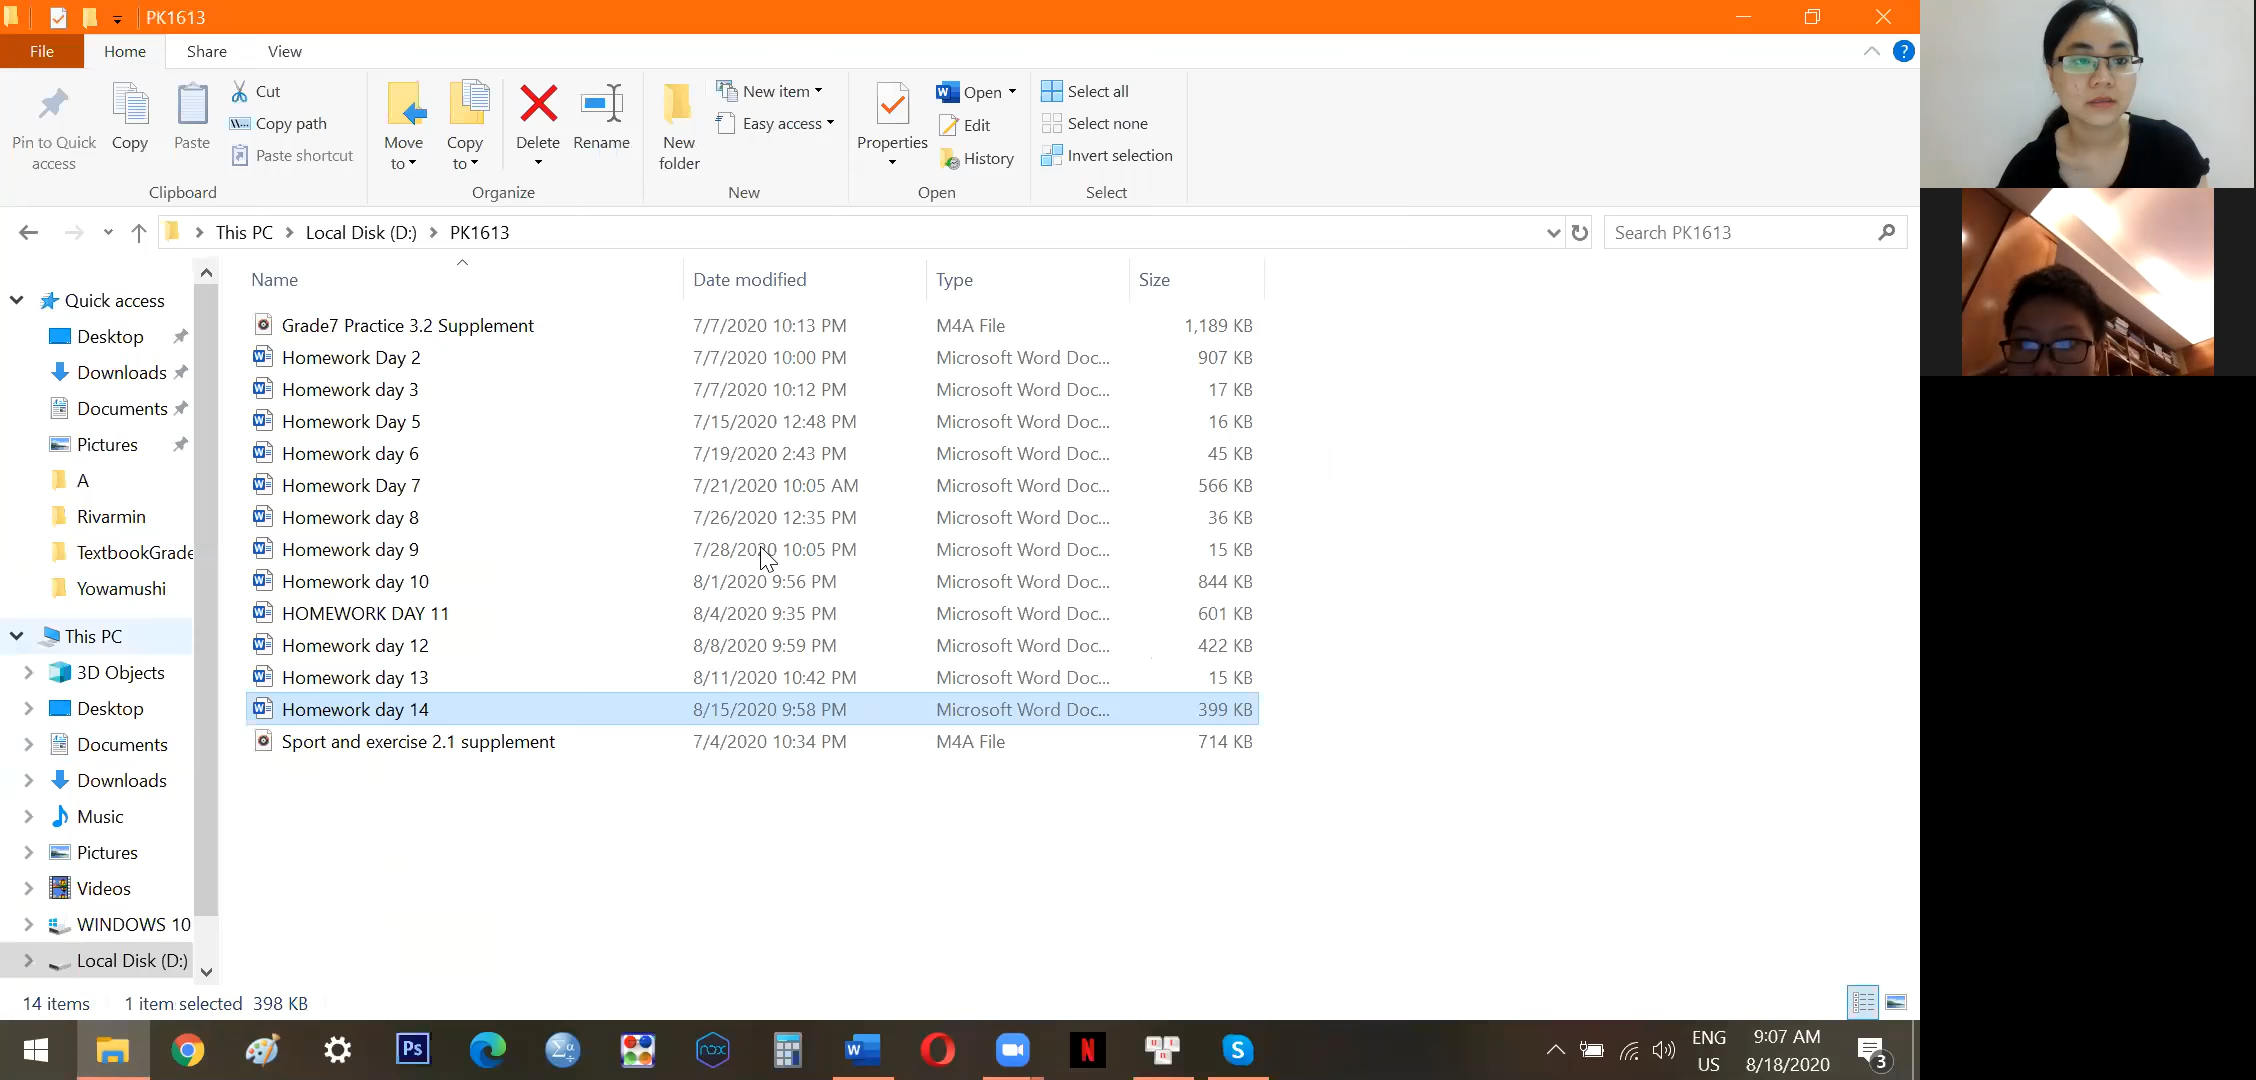 PK1613
File Home Share View
Pin to Quick access
Copy
Paste
Cut
Copy path
Paste shortcut
Clipboard
Move to
Copy to
Delete
Rename
Organize
New folder
New item
Easy access
New
Properties
Open
Edit
History
Open
Select all
Select none
Invert selection
Select
This PC Local Disk (D:) PK1613
Search PK1613
Quick access
Desktop
Downloads
Documents
Pictures
A
Rivarmin
TextbookGrade
Yowamushi
This PC
3D Objects
Desktop
Documents
Downloads
Music
Pictures
Videos
WINDOWS 10
Local Disk (D:)
Name Date modified Type Size
Grade7 Practice 3.2 Supplement 7/7/2020 10:13 PM M4A File 1,189 KB
Homework Day 2 7/7/2020 10:00 PM Microsoft Word Doc... 907 KB
Homework day 3 7/7/2020 10:12 PM Microsoft Word Doc... 17 KB
Homework Day 5 7/15/2020 12:48 PM Microsoft Word Doc... 16 KB
Homework day 6 7/19/2020 2:43 PM Microsoft Word Doc... 45 KB
Homework Day 7 7/21/2020 10:05 AM Microsoft Word Doc... 566 KB
Homework day 8 7/26/2020 12:35 PM Microsoft Word Doc... 36 KB
Homework day 9 7/28/2020 10:05 PM Microsoft Word Doc... 15 KB
Homework day 10 8/1/2020 9:56 PM Microsoft Word Doc... 844 KB
HOMEWORK DAY 11 8/4/2020 9:35 PM Microsoft Word Doc... 601 KB
Homework day 12 8/8/2020 9:59 PM Microsoft Word Doc... 422 KB
Homework day 13 8/11/2020 10:42 PM Microsoft Word Doc... 15 KB
Homework day 14 8/15/2020 9:58 PM Microsoft Word Doc... 399 KB
Sport and exercise 2.1 supplement 7/4/2020 10:34 PM M4A File 714 KB
14 items 1 item selected 398 KB
Ps
nox
W
N
S
ENG
US
9:07 AM
8/18/2020
3